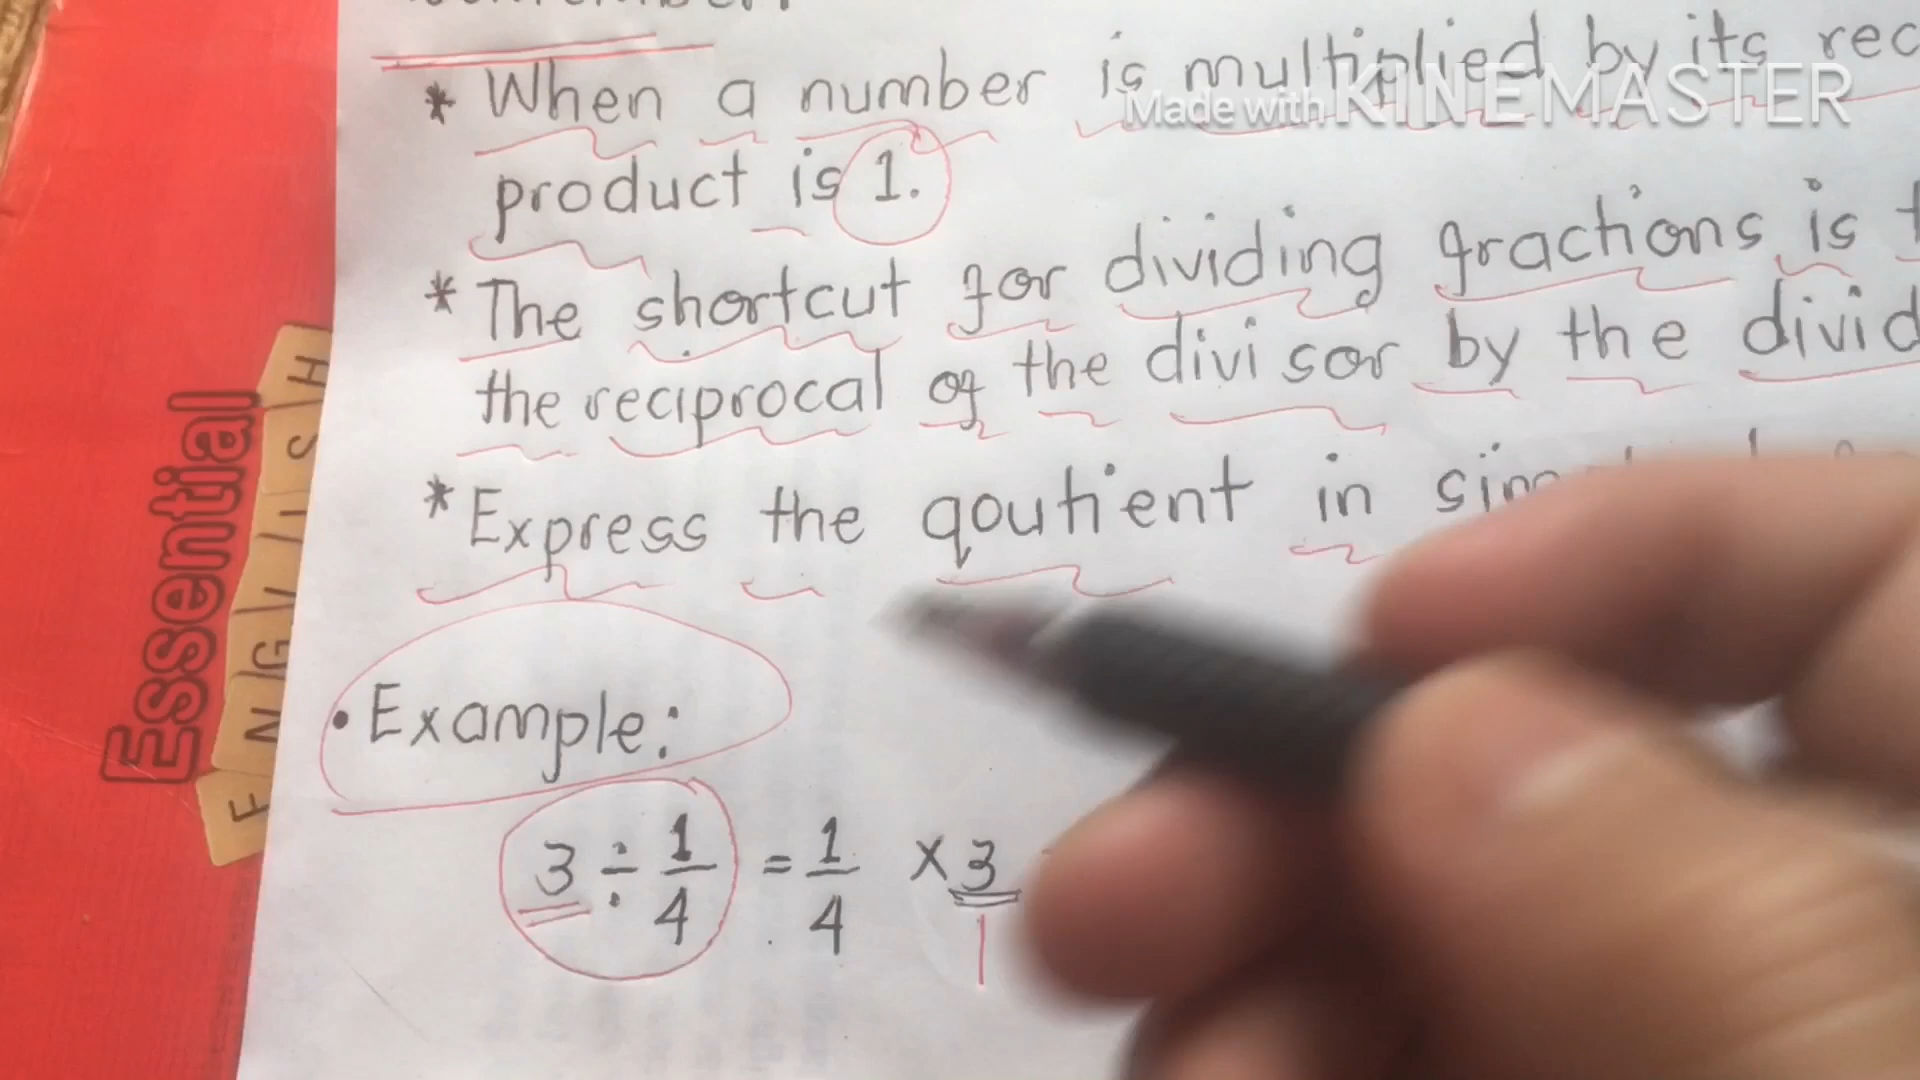 * When a number is multiplied by its rec
Made with KINEMASTER
product is 1.
* The shortcut for dividing fractions is t
the reciprocal of the divisor by the divid
* Express the qoutient in
• Example:
3 ÷ 1/4 = 1/4 × 3/1
Essential
ENGLISH